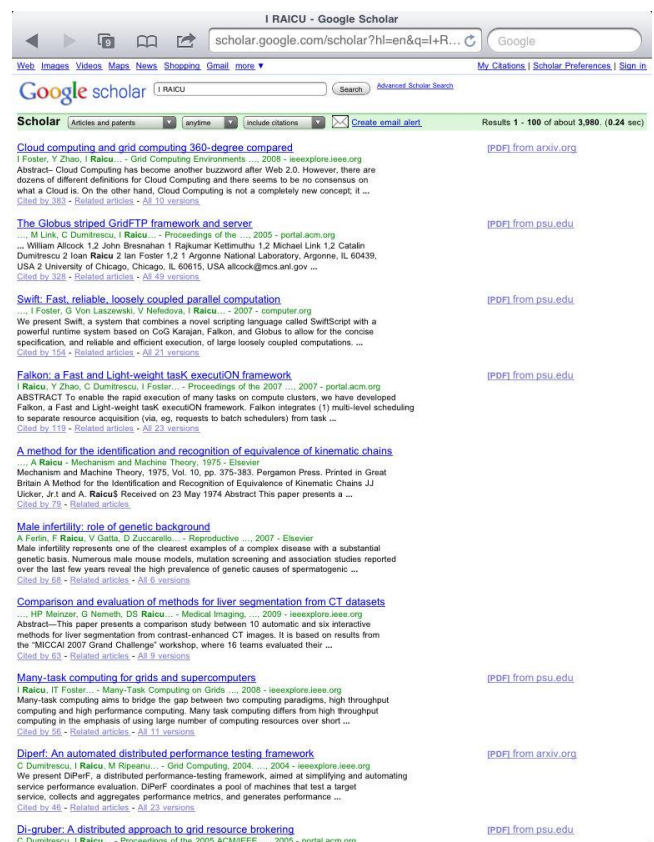 I RAICU - Google Scholar
9
scholar.google.com/scholar?hl=en&q=I+R... Google
Web Images Videos Maps News Shopping Gmail more ▼ My Citations | Scholar Preferences | Sign in
Google scholar I RAICU Search Advanced Scholar Search
Scholar Articles and patents anytime include citations Create email alert Results 1 - 100 of about 3,980. (0.24 sec)
Cloud computing and grid computing 360-degree compared [PDF] from arxiv.org
I Foster, Y Zhao, I Raicu... - Grid Computing Environments ..., 2008 - ieeexplore.ieee.org
Abstract– Cloud Computing has become another buzzword after Web 2.0. However, there are
dozens of different definitions for Cloud Computing and there seems to be no consensus on
what a Cloud is. On the other hand, Cloud Computing is not a completely new concept; it ...
Cited by 383 - Related articles - All 10 versions
The Globus striped GridFTP framework and server [PDF] from psu.edu
..., M Link, C Dumitrescu, I Raicu... - Proceedings of the ..., 2005 - portal.acm.org
... William Allcock 1,2 John Bresnahan 1 Rajkumar Kettimuthu 1,2 Michael Link 1,2 Catalin
Dumitrescu 2 Ioan Raicu 2 Ian Foster 1,2 1 Argonne National Laboratory, Argonne, IL 60439,
USA 2 University of Chicago, Chicago, IL 60615, USA allcock@mcs.anl.gov ...
Cited by 328 - Related articles - All 49 versions
Swift: Fast, reliable, loosely coupled parallel computation [PDF] from psu.edu
..., I Foster, G Von Laszewski, V Nefedova, I Raicu... - 2007 - computer.org
We present Swift, a system that combines a novel scripting language called SwiftScript with a
powerful runtime system based on CoG Karajan, Falkon, and Globus to allow for the concise
specification, and reliable and efficient execution, of large loosely coupled computations. ...
Cited by 154 - Related articles - All 21 versions
Falkon: a Fast and Light-weight tasK executiON framework [PDF] from psu.edu
I Raicu, Y Zhao, C Dumitrescu, I Foster... - Proceedings of the 2007 ..., 2007 - portal.acm.org
ABSTRACT To enable the rapid execution of many tasks on compute clusters, we have developed
Falkon, a Fast and Light-weight tasK executiON framework. Falkon integrates (1) multi-level scheduling
to separate resource acquisition (via, eg, requests to batch schedulers) from task ...
Cited by 119 - Related articles - All 23 versions
A method for the identification and recognition of equivalence of kinematic chains
..., A Raicu - Mechanism and Machine Theory, 1975 - Elsevier
Mechanism and Machine Theory, 1975, Vol. 10, pp. 375-383. Pergamon Press. Printed in Great
Britain A Method for the Identification and Recognition of Equivalence of Kinematic Chains JJ
Uicker, Jr.t and A. Raicu$ Received on 23 May 1974 Abstract This paper presents a ...
Cited by 79 - Related articles
Male infertility: role of genetic background
A Ferlin, F Raicu, V Gatta, D Zuccarello... - Reproductive ..., 2007 - Elsevier
Male infertility represents one of the clearest examples of a complex disease with a substantial
genetic basis. Numerous male mouse models, mutation screening and association studies reported
over the last few years reveal the high prevalence of genetic causes of spermatogenic ...
Cited by 68 - Related articles - All 6 versions
Comparison and evaluation of methods for liver segmentation from CT datasets
..., HP Meinzer, G Nemeth, DS Raicu... - Medical Imaging, ..., 2009 - ieeexplore.ieee.org
Abstract—This paper presents a comparison study between 10 automatic and six interactive
methods for liver segmentation from contrast-enhanced CT images. It is based on results from
the "MICCAI 2007 Grand Challenge" workshop, where 16 teams evaluated their ...
Cited by 63 - Related articles - All 9 versions
Many-task computing for grids and supercomputers [PDF] from psu.edu
I Raicu, IT Foster... - Many-Task Computing on Grids ..., 2008 - ieeexplore.ieee.org
Many-task computing aims to bridge the gap between two computing paradigms, high throughput
computing and high performance computing. Many task computing differs from high throughput
computing in the emphasis of using large number of computing resources over short ...
Cited by 56 - Related articles - All 11 versions
Diperf: An automated distributed performance testing framework [PDF] from arxiv.org
C Dumitrescu, I Raicu, M Ripeanu... - Grid Computing, 2004. ..., 2004 - ieeexplore.ieee.org
We present DiPerF, a distributed performance-testing framework, aimed at simplifying and automating
service performance evaluation. DiPerF coordinates a pool of machines that test a target
service, collects and aggregates performance metrics, and generates performance ...
Cited by 46 - Related articles - All 23 versions
Di-gruber: A distributed approach to grid resource brokering [PDF] from psu.edu
C Dumitrescu, I Raicu... - Proceedings of the 2005 ACM/IEEE ..., 2005 - portal.acm.org